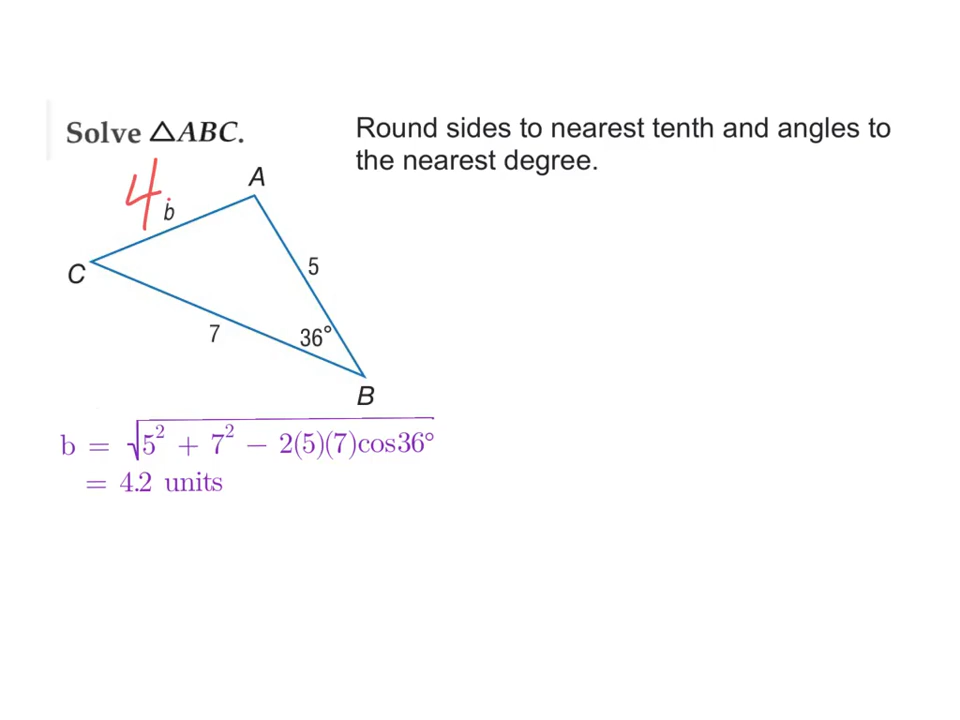 Solve △ABC.
Round sides to nearest tenth and angles to
the nearest degree.
4.
b
A
C
5
7
36°
B
b = √5² + 7² − 2(5)(7)cos36°
= 4.2 units